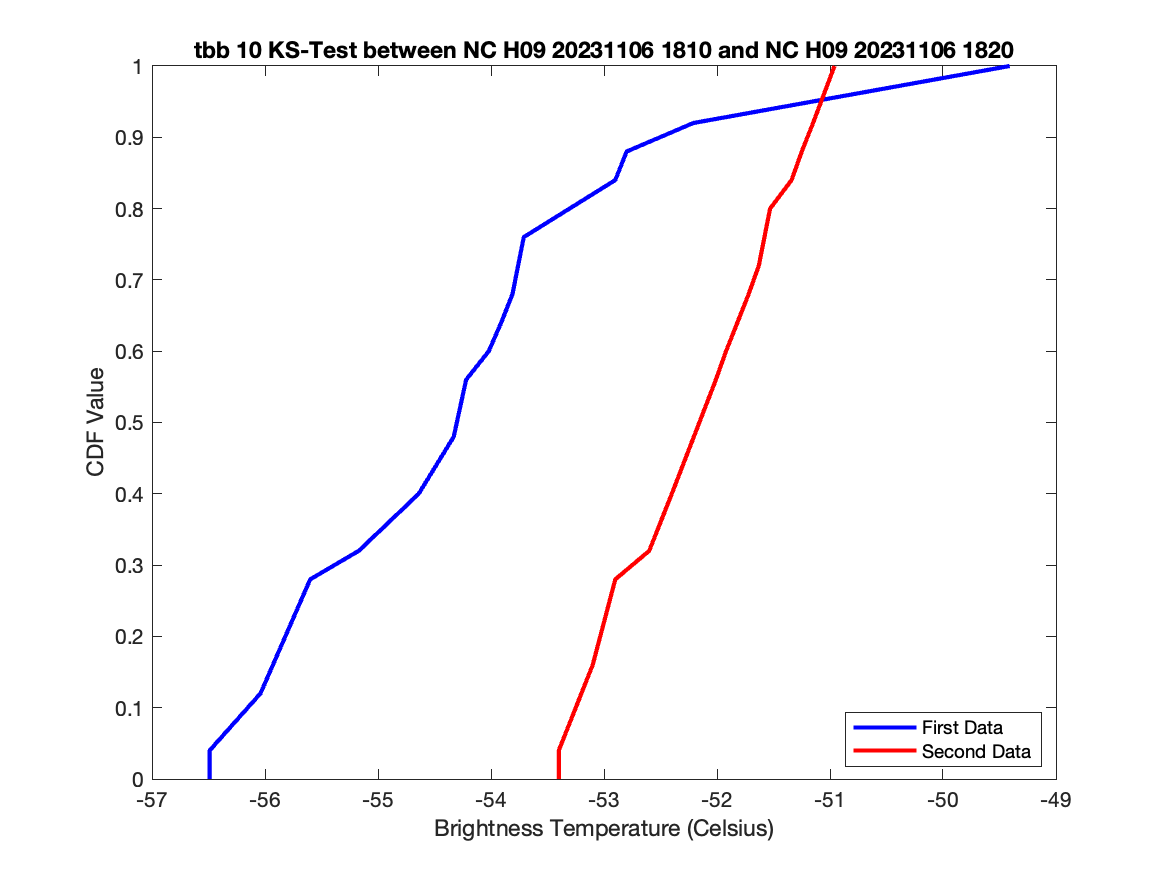 tbb 10 KS-Test between NC H09 20231106 1810 and NC H09 20231106 1820
1
0.9
0.8
0.7
0.6
0.5
0.4
0.3
0.2
0.1
0
CDF Value
First Data
Second Data
-57 -56 -55 -54 -53 -52 -51 -50 -49
Brightness Temperature (Celsius)